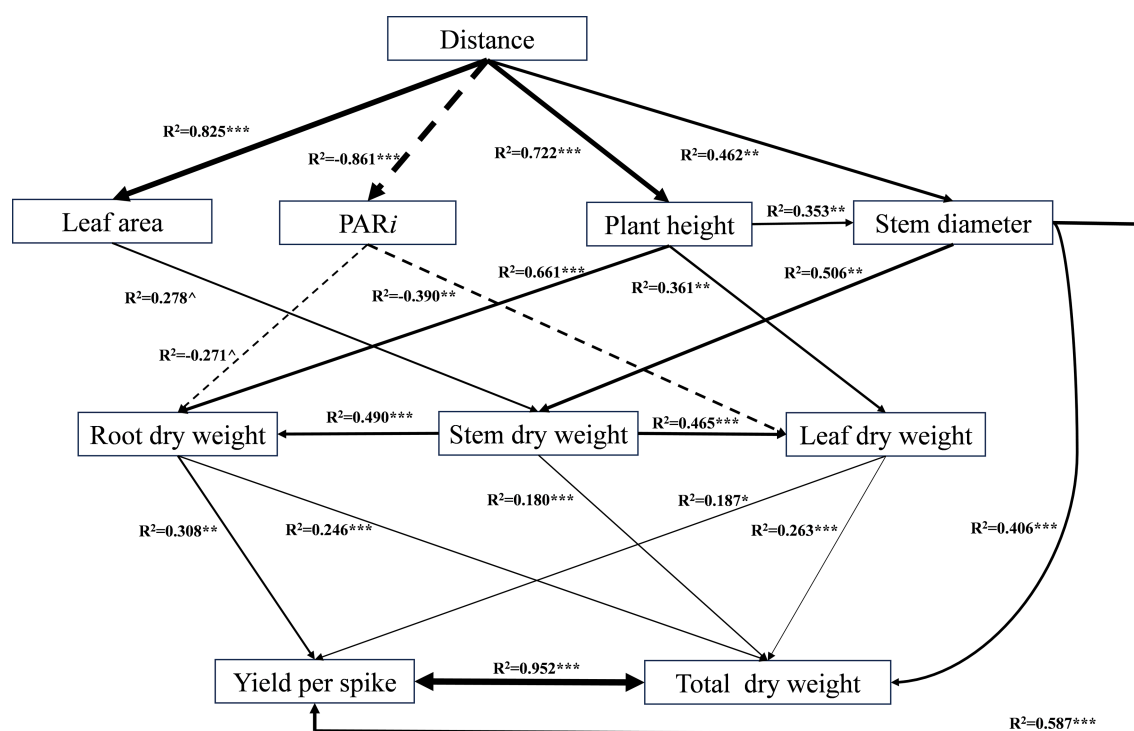 Distance
R²=0.825***
R²=-0.861***
R²=0.722***
R²=0.462**
Leaf area
PARi
Plant height
R²=0.353**
Stem diameter
R²=0.278^
R²=-0.390**
R²=0.661***
R²=0.361**
R²=0.506**
R²=-0.271^
Root dry weight
R²=0.490***
Stem dry weight
R²=0.465***
Leaf dry weight
R²=0.308**
R²=0.246***
R²=0.180***
R²=0.187*
R²=0.263***
R²=0.406***
Yield per spike
R²=0.952***
Total dry weight
R²=0.587***